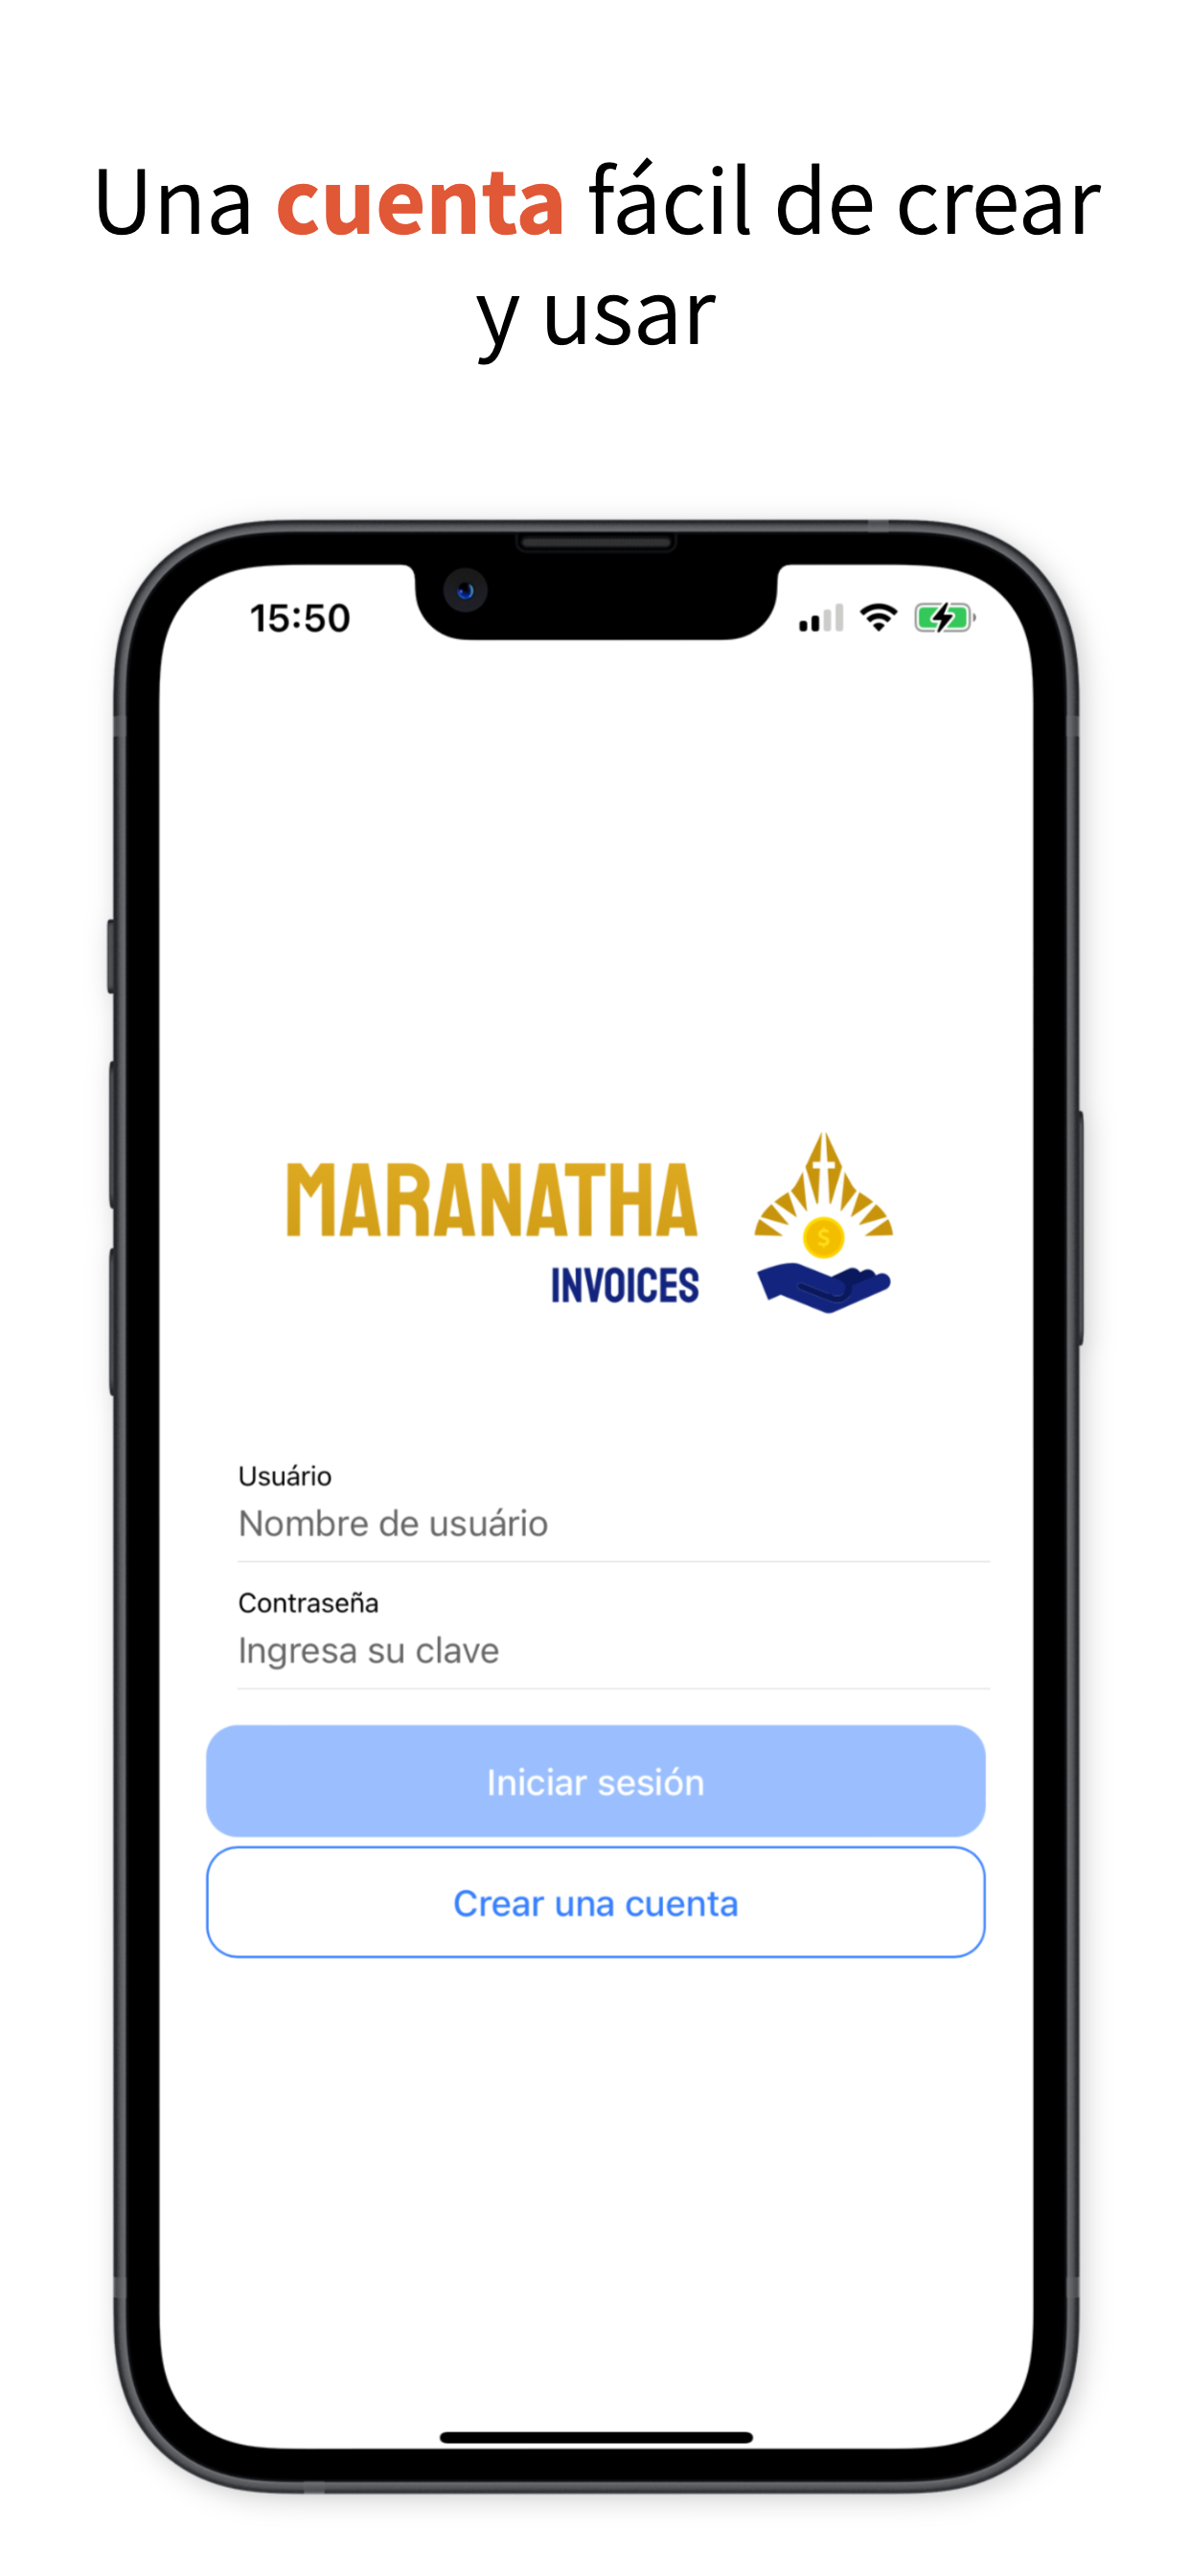 Una cuenta fácil de crear
y usar
15:50
MARANATHA
INVOICES
$
Usuário
Nombre de usuário
Contraseña
Ingresa su clave
Iniciar sesión
Crear una cuenta